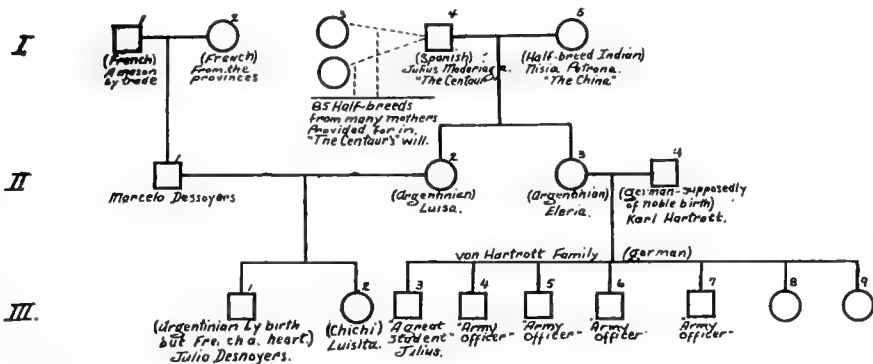 I
1
2
3
4
5
(French)
A mason
by trade
(French)
From the
provinces
(Spanish)
Julius Madariaga.
"The Centaur"
(Half-breed Indian)
Misia Petrona.
"The China"
85 Half-breeds
from many mothers
Provided for in
"The Centaur's" will.
II
1
2
3
4
Marcelo Dessoyers
(Argentinian)
Luisa.
(Argentinian)
Eleria.
(German-supposedly
of noble birth)
Karl Hartrott.
von Hartrott Family (German)
III.
1
2
3
4
5
6
7
8
9
(Argentinian by birth
but French a heart.)
Julio Desnoyers.
(Chichi)
Luisita.
"A great
student"
Julius.
"Army
officer"
"Army
officer"
"Army
officer"
"Army
officer"